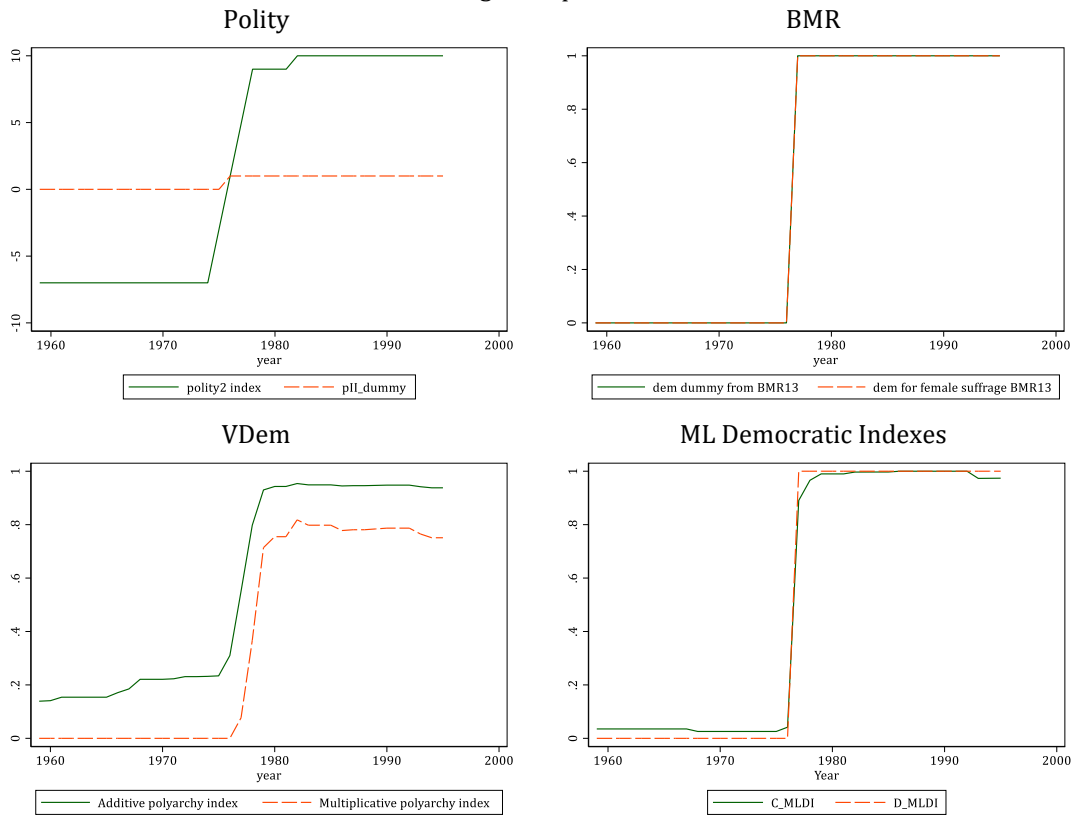 Polity
10
5
0
-5
-10
1960 1970 1980 1990 2000
year
polity2 index pII_dummy
BMR
1
.8
.6
.4
.2
0
1960 1970 1980 1990 2000
year
dem dummy from BMR13 dem for female suffrage BMR13
VDem
1
.8
.6
.4
.2
0
1960 1970 1980 1990 2000
year
Additive polyarchy index Multiplicative polyarchy index
ML Democratic Indexes
1
.8
.6
.4
.2
0
1960 1970 1980 1990 2000
Year
C_MLDI D_MLDI